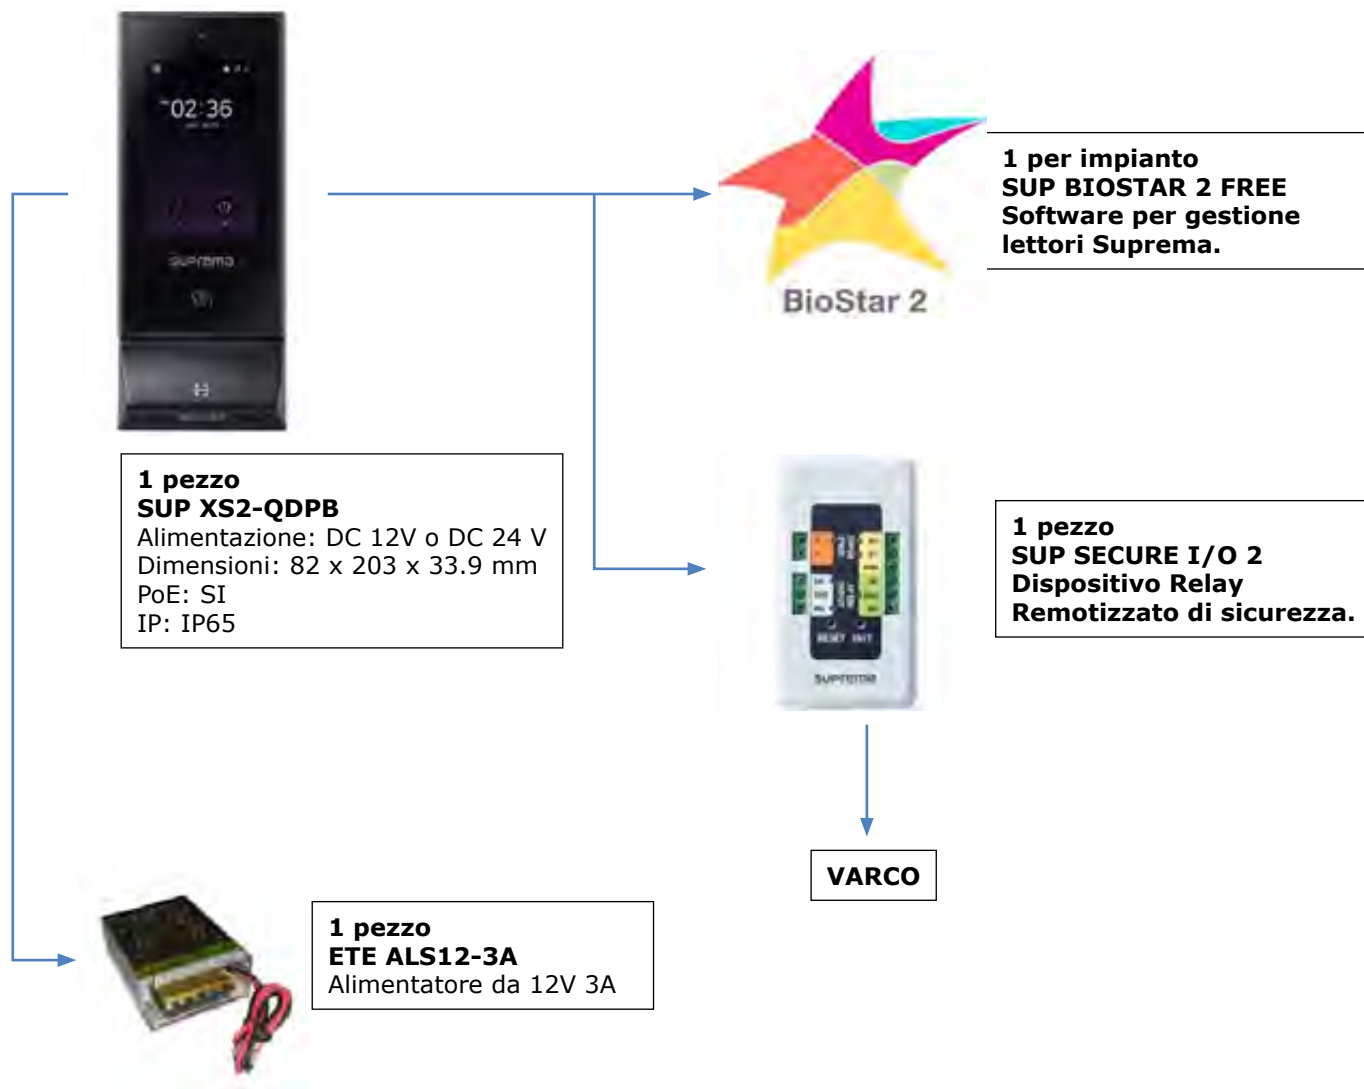 02:36
suprema
1 per impianto
SUP BIOSTAR 2 FREE
Software per gestione
lettori Suprema.
BioStar 2
1 pezzo
SUP XS2-QDPB
Alimentazione: DC 12V o DC 24 V
Dimensioni: 82 x 203 x 33.9 mm
PoE: SI
IP: IP65
RESET INIT
suprema
1 pezzo
SUP SECURE I/O 2
Dispositivo Relay
Remotizzato di sicurezza.
VARCO
1 pezzo
ETE ALS12-3A
Alimentatore da 12V 3A